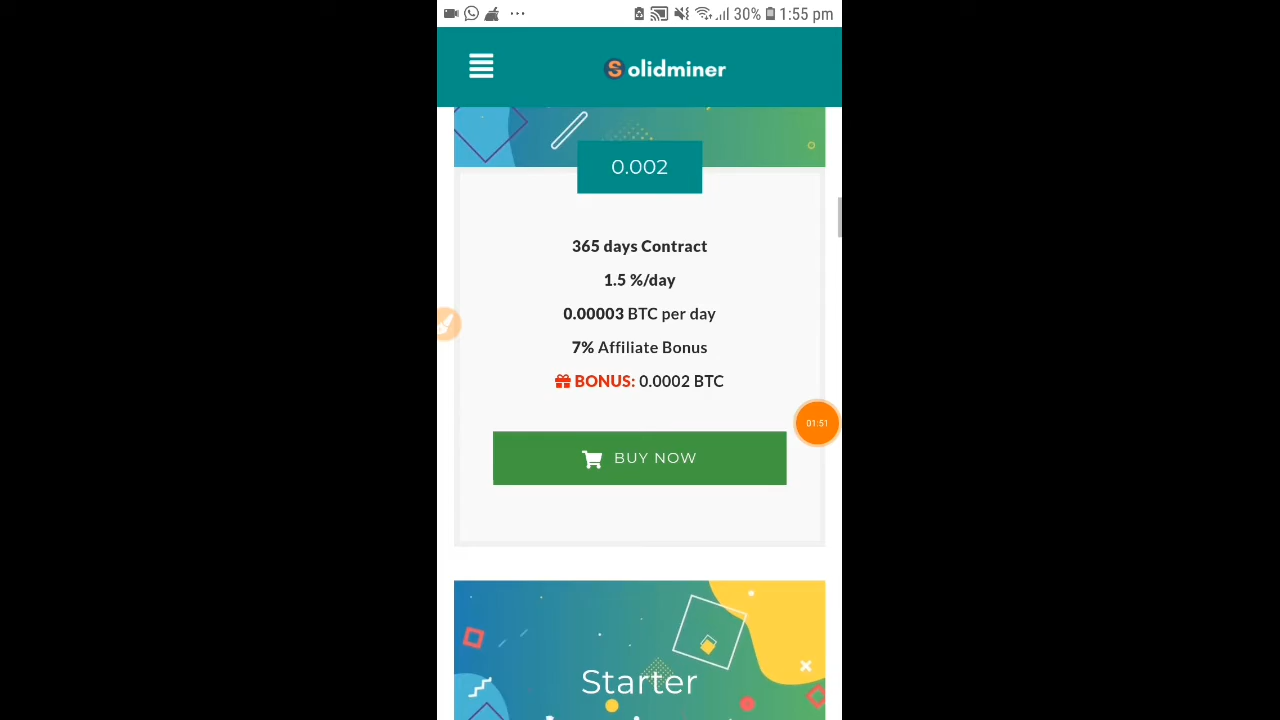 30% 1:55 pm
Solidminer
0.002
365 days Contract
1.5 %/day
0.00003 BTC per day
7% Affiliate Bonus
BONUS: 0.0002 BTC
01:51
BUY NOW
Starter